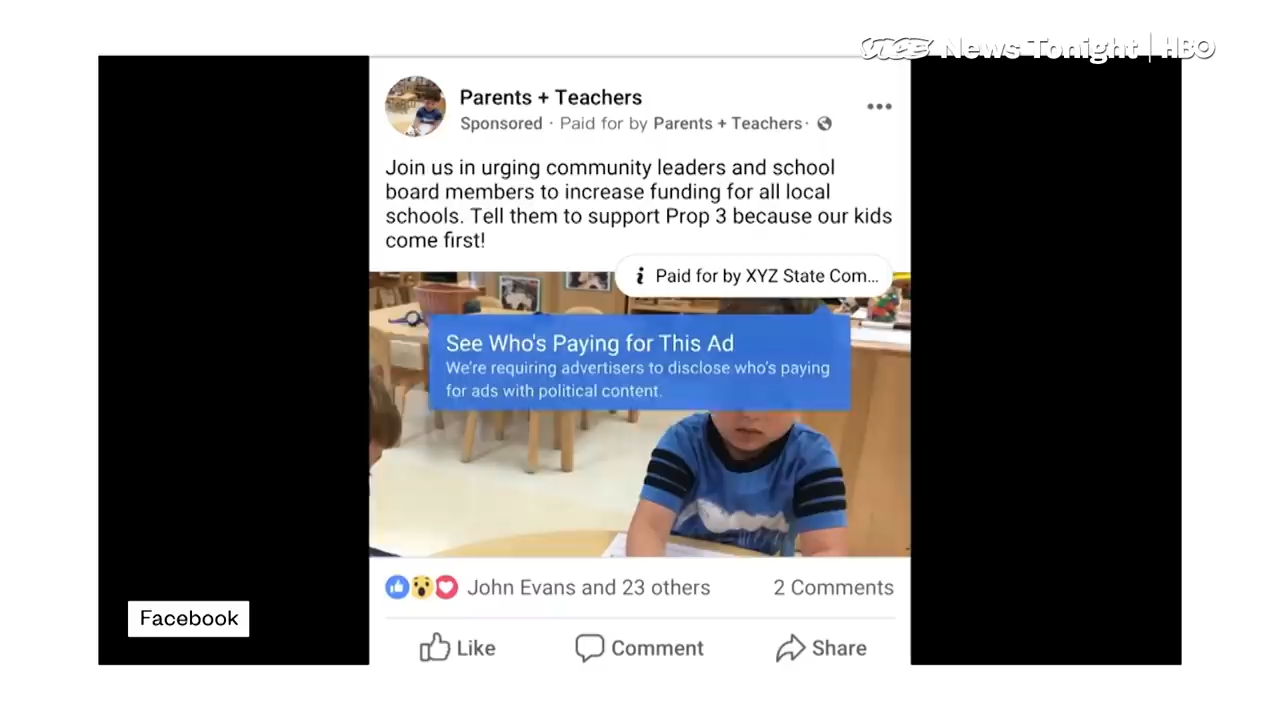 VICE News Tonight | HBO
Parents + Teachers
Sponsored · Paid for by Parents + Teachers ·
Join us in urging community leaders and school
board members to increase funding for all local
schools. Tell them to support Prop 3 because our kids
come first!
i Paid for by XYZ State Com...
See Who's Paying for This Ad
We're requiring advertisers to disclose who's paying
for ads with political content.
John Evans and 23 others 2 Comments
Facebook
Like Comment Share